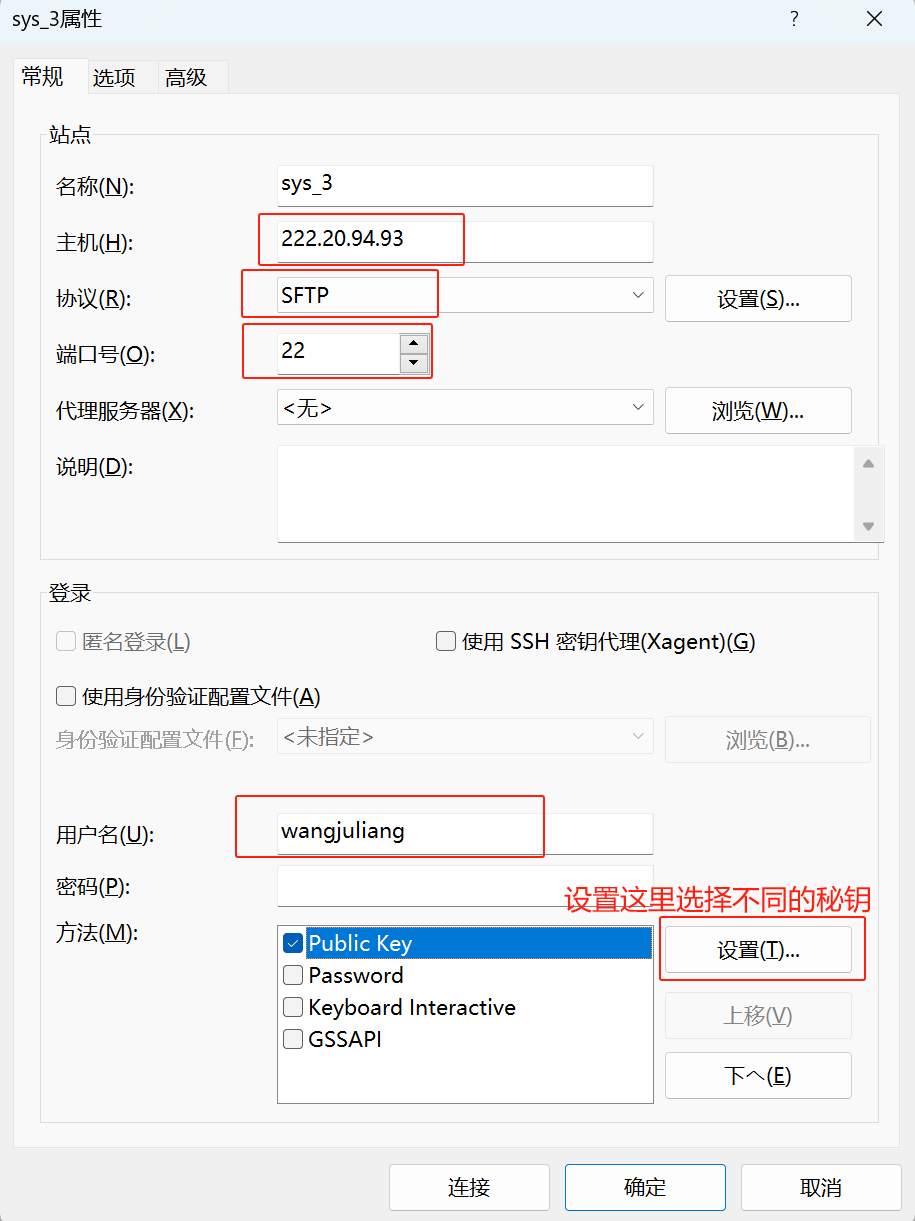 sys_3属性
?
常规 选项 高级
站点
名称(N): sys_3
主机(H): 222.20.94.93
协议(R): SFTP 设置(S)...
端口号(O): 22
代理服务器(X): <无> 浏览(W)...
说明(D):
登录
匿名登录(L) 使用 SSH 密钥代理(Xagent)(G)
使用身份验证配置文件(A)
身份验证配置文件(F): <未指定> 浏览(B)...
用户名(U): wangjuliang
密码(P):
设置这里选择不同的秘钥
方法(M):
Public Key 设置(T)...
Password
Keyboard Interactive 上移(V)
GSSAPI
下へ(E)
连接 确定 取消